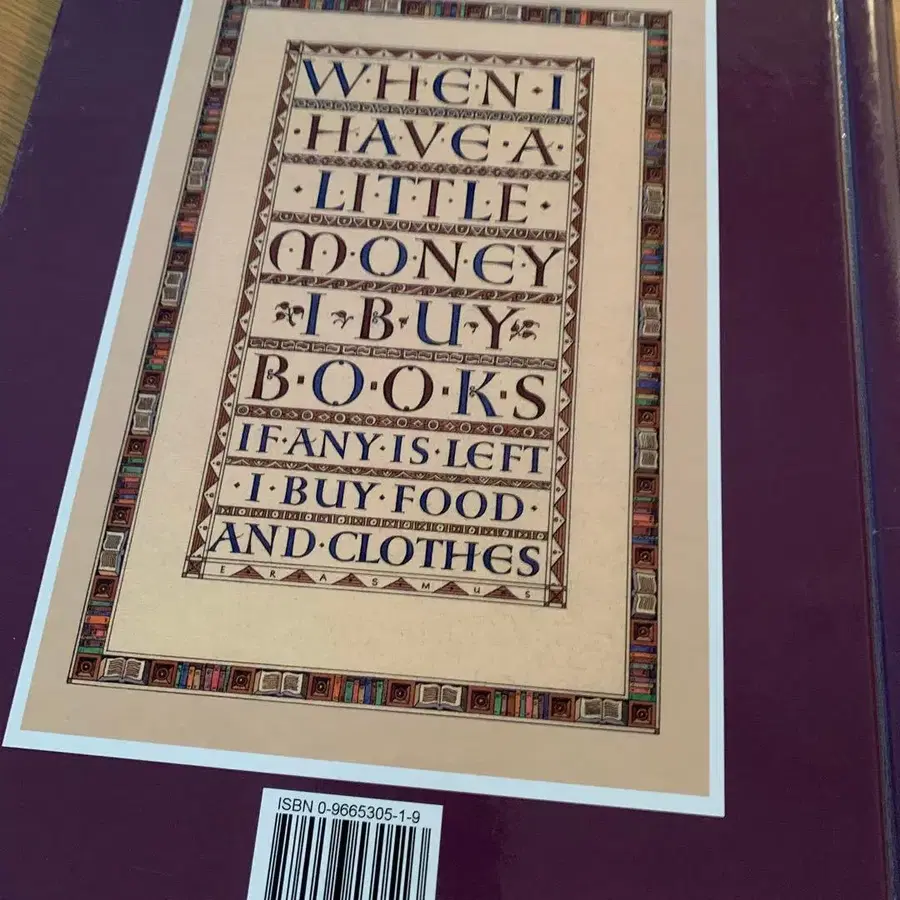 WHEN·I
·HAVE·A·
·LITTLE·
MONEY
I BUY
B·O·O·K·S
IF·ANY·IS·LEFT
·I·BUY·FOOD·
AND·CLOTHES
ERASMUS
ISBN 0-9665305-1-9